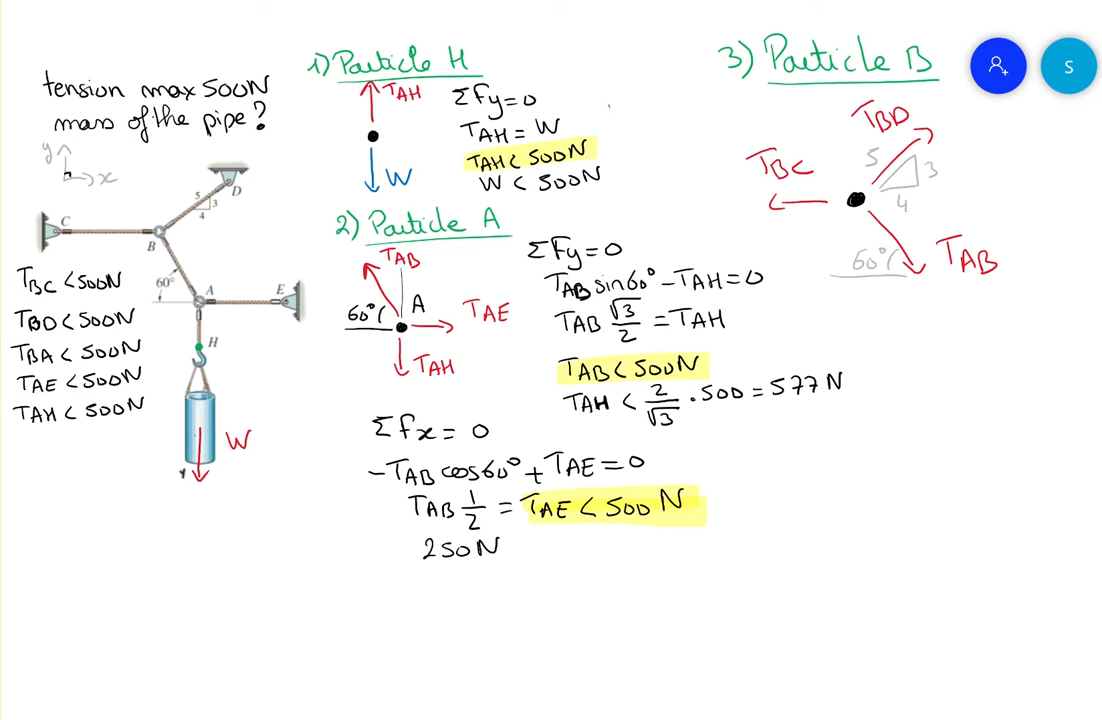 tension max 500N
mass of the pipe?
y
x
C
B
5
3
4
D
60°
A
E
H
W
TBC < 500N
TBD < 500N
TBA < 500N
TAE < 500N
TAH < 500N
1) Particle H
TAH
W
ΣFy=0
TAH = W
TAH < 500N
W < 500N
2) Particle A
TAB
60°
A
TAE
TAH
ΣFy=0
TAB sin60° - TAH = 0
TAB √3/2 = TAH
TAB < 500N
TAH < 2/√3 · 500 = 577 N
Σfx = 0
-TAB cos60° + TAE = 0
TAB 1/2 = TAE < 500 N
250N
3) Particle B
TBD
TBC
5
3
4
60°
TAB
S